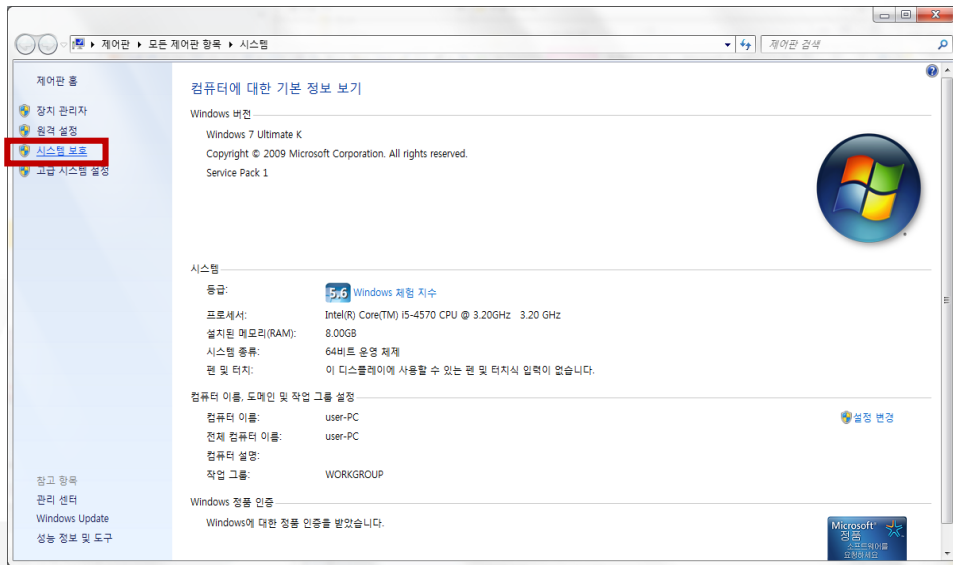 제어판 ▸ 모든 제어판 항목 ▸ 시스템
제어판 검색
제어판 홈
장치 관리자
원격 설정
시스템 보호
고급 시스템 설정
컴퓨터에 대한 기본 정보 보기
Windows 버전
Windows 7 Ultimate K
Copyright © 2009 Microsoft Corporation. All rights reserved.
Service Pack 1
시스템
등급: 5.6 Windows 체험 지수
프로세서: Intel(R) Core(TM) i5-4570 CPU @ 3.20GHz 3.20 GHz
설치된 메모리(RAM): 8.00GB
시스템 종류: 64비트 운영 체제
펜 및 터치: 이 디스플레이에 사용할 수 있는 펜 및 터치식 입력이 없습니다.
컴퓨터 이름, 도메인 및 작업 그룹 설정
컴퓨터 이름: user-PC
설정 변경
전체 컴퓨터 이름: user-PC
컴퓨터 설명:
작업 그룹: WORKGROUP
Windows 정품 인증
Windows에 대한 정품 인증을 받았습니다.
Microsoft
정품
소프트웨어를
요청하세요
참고 항목
관리 센터
Windows Update
성능 정보 및 도구